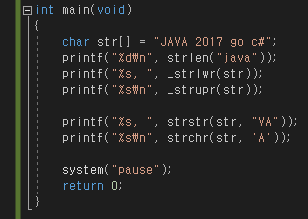 int main(void)
{
char str[] = "JAVA 2017 go c#";
printf("%d₩n", strlen("java"));
printf("%s, ", _strlwr(str));
printf("%s₩n", _strupr(str));
printf("%s, ", strstr(str, "VA"));
printf("%s₩n", strchr(str, 'A'));
system("pause");
return 0;
}